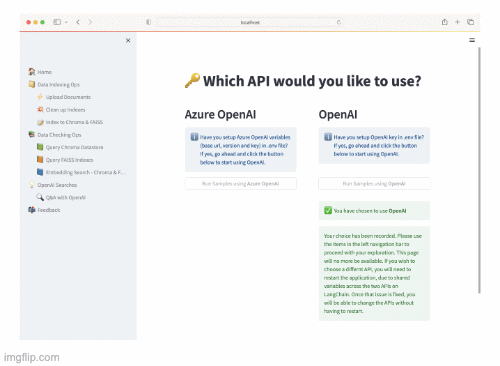 localhost
Home
Data Indexing Ops
Upload Documents
Clean up Indexes
Index to Chroma & FAISS
Data Checking Ops
Query Chroma Datastore
Query FAISS Indexes
Embedding Search - Chroma & F...
OpenAI Searches
Q&A with OpenAI
Feedback
Which API would you like to use?
Azure OpenAI
Have you setup Azure OpenAI variables
(base url, version and key) in .env file?
If yes, go ahead and click the button
below to start using OpenAI.
Run Samples using Azure OpenAI
OpenAI
Have you setup OpenAI key in .env file?
If yes, go ahead and click the button
below to start using OpenAI.
Run Samples using OpenAI
You have chosen to use OpenAI
Your choice has been recorded. Please use
the items in the left navigation bar to
proceed with your exploration. This page
will no more be available. If you wish to
choose a differnt API, you will need to
restart the application, due to shared
variables across the two APIs on
LangChain. Once that issue is fixed, you
will be able to change the APIs without
having to restart.
imgflip.com